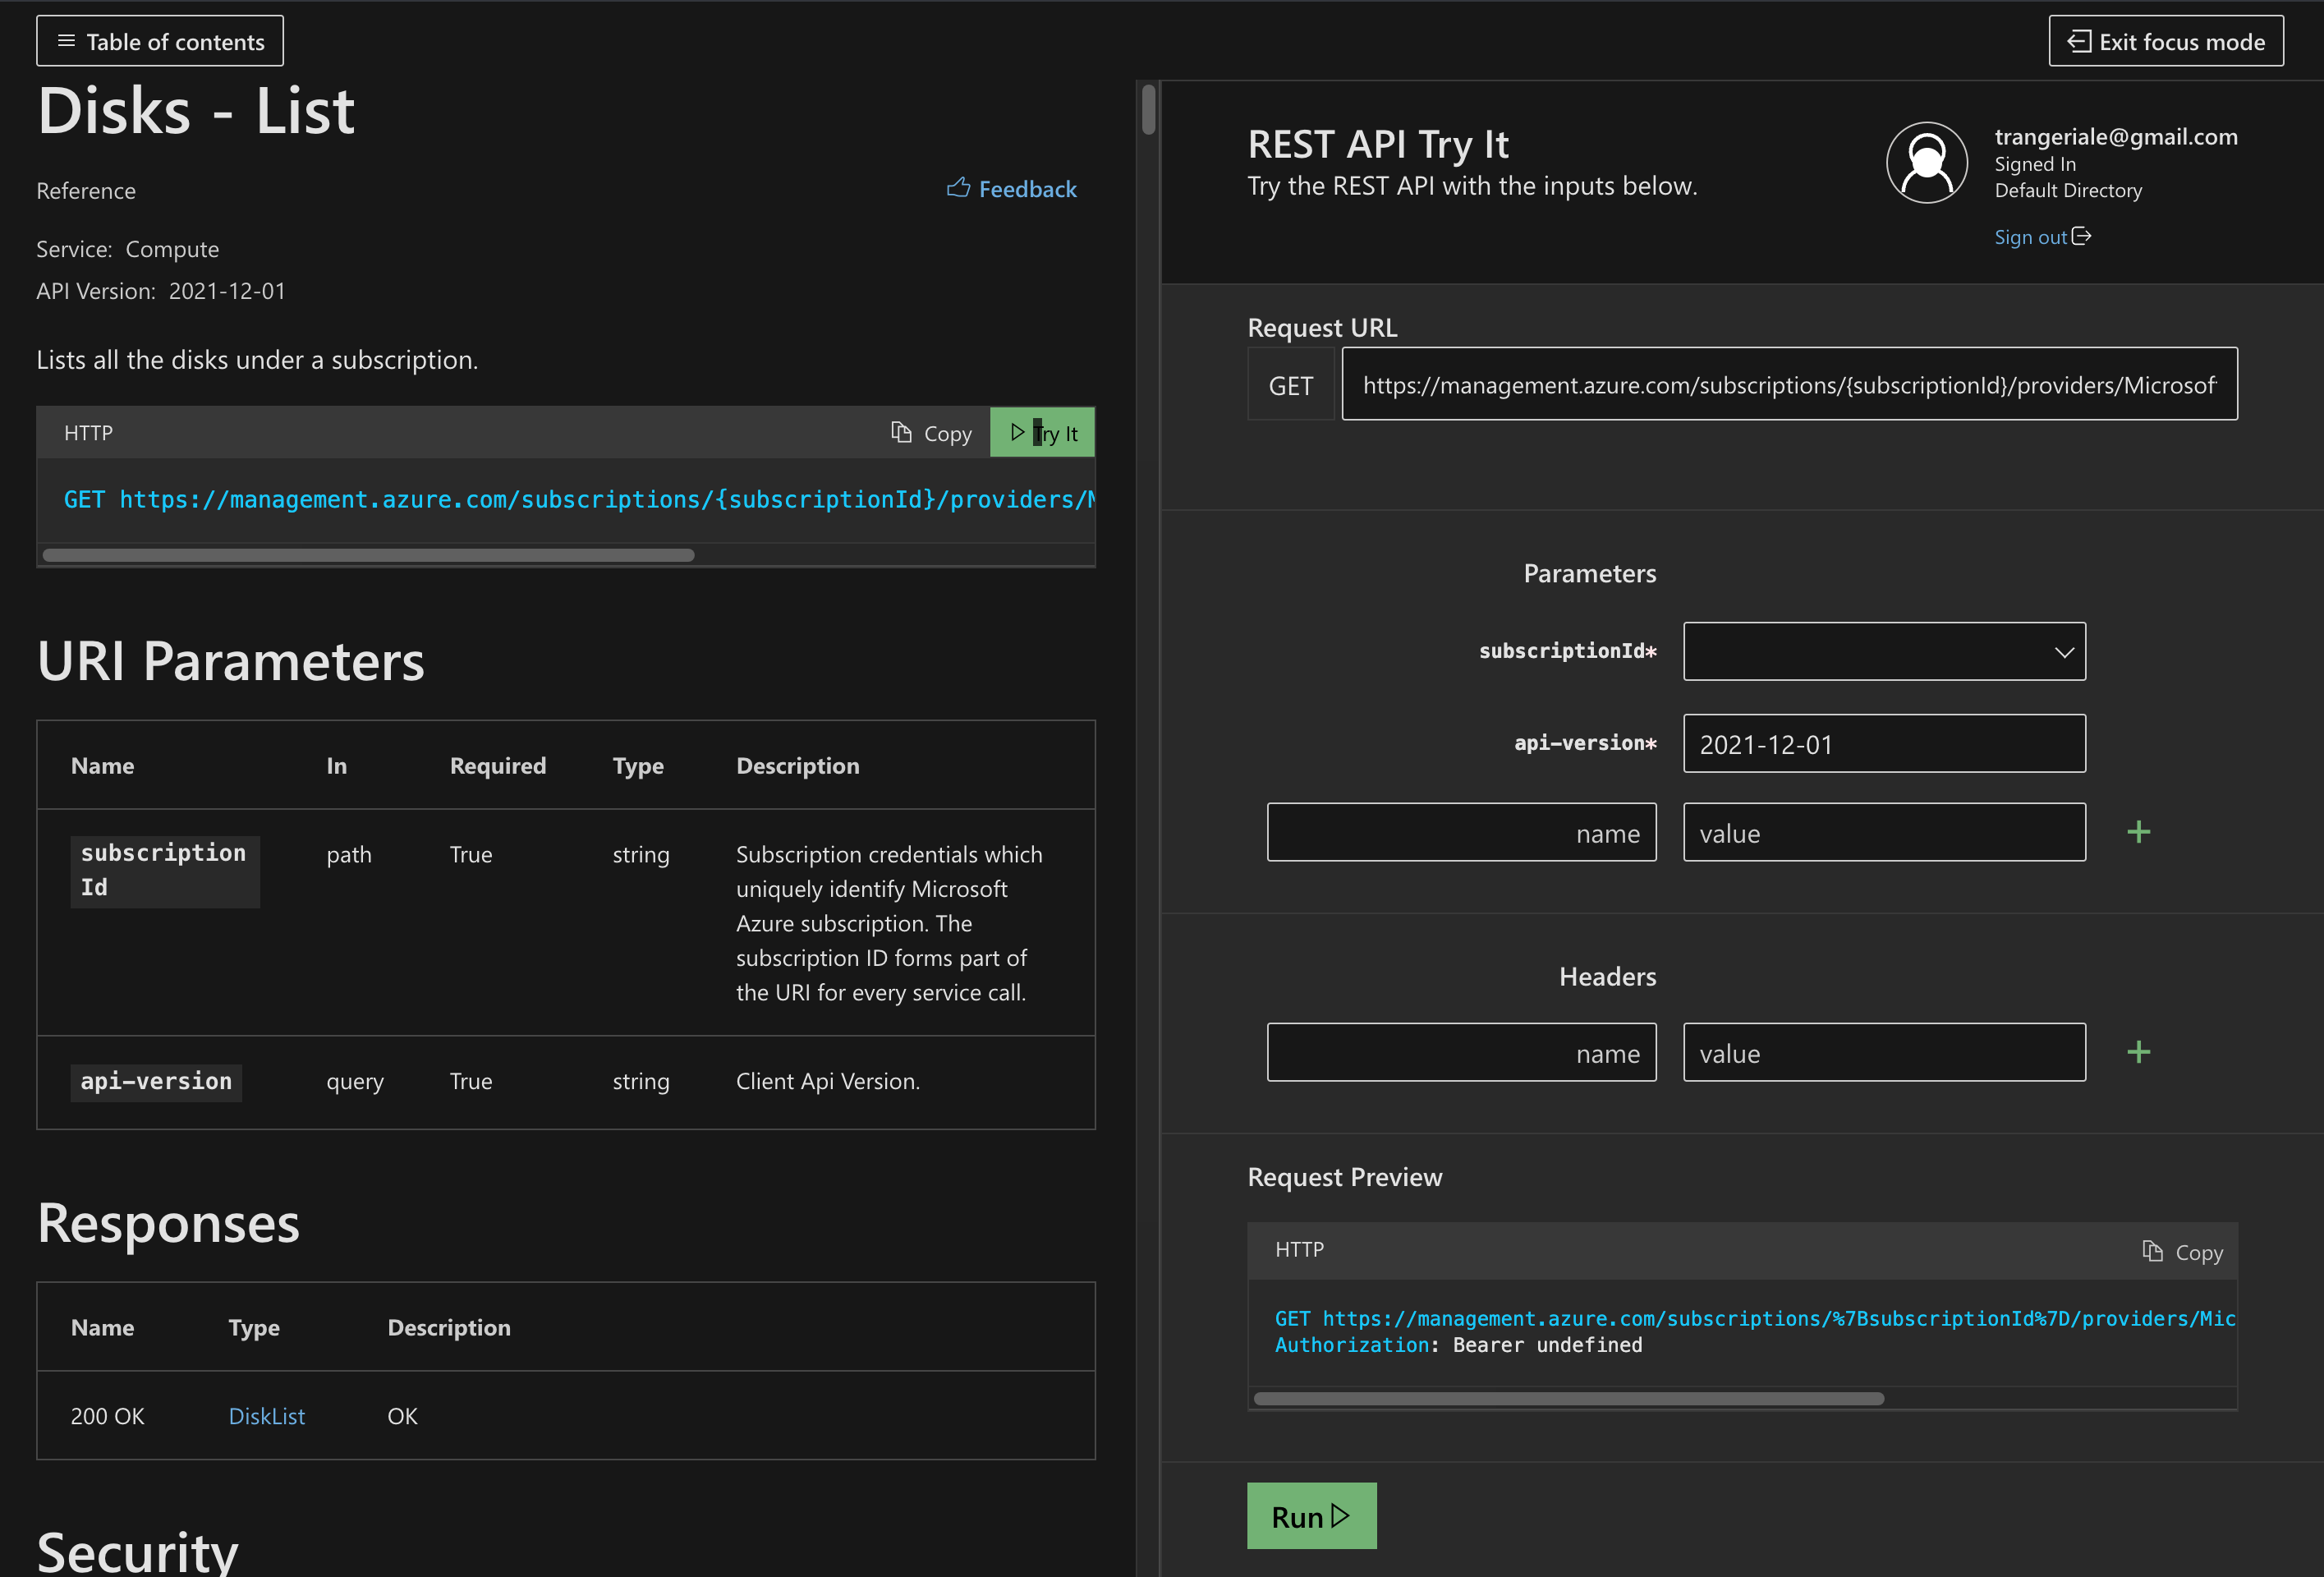 Table of contents
Exit focus mode
Disks - List
Reference
Feedback
Service: Compute
API Version: 2021-12-01
Lists all the disks under a subscription.
HTTP
Copy
Try It
GET https://management.azure.com/subscriptions/{subscriptionId}/providers/M
URI Parameters
Name In Required Type Description
subscription
Id
path True string Subscription credentials which
uniquely identify Microsoft
Azure subscription. The
subscription ID forms part of
the URI for every service call.
api-version query True string Client Api Version.
Responses
Name Type Description
200 OK DiskList OK
Security
REST API Try It
Try the REST API with the inputs below.
trangeriale@gmail.com
Signed In
Default Directory
Sign out
Request URL
GET https://management.azure.com/subscriptions/{subscriptionId}/providers/Microsof
Parameters
subscriptionId*
api-version* 2021-12-01
name value +
Headers
name value +
Request Preview
HTTP
Copy
GET https://management.azure.com/subscriptions/%7BsubscriptionId%7D/providers/Mic
Authorization: Bearer undefined
Run